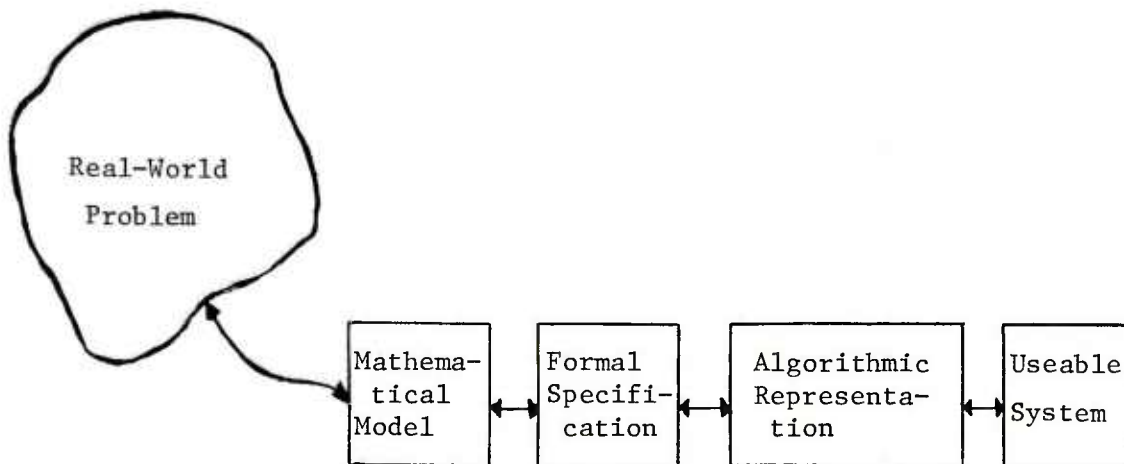 Real-World
Problem
Mathema-
tical
Model
Formal
Specifi-
cation
Algorithmic
Representa-
tion
Useable
System